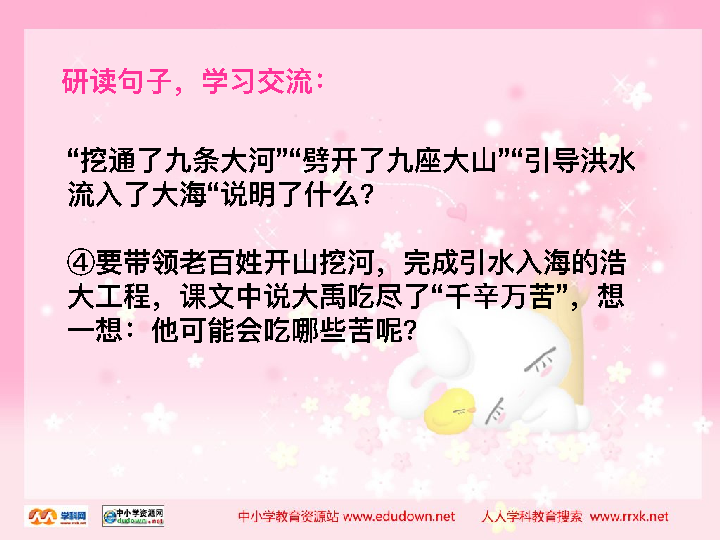 研读句子，学习交流：
“挖通了九条大河”“劈开了九座大山”“引导洪水
流入了大海“说明了什么？
④要带领老百姓开山挖河，完成引水入海的浩
大工程，课文中说大禹吃尽了“千辛万苦”，想
一想：他可能会吃哪些苦呢？
学科网
www.rrxk.net
中小学资源网
edudown.net
中小学教育资源站 www.edudown.net 人人学科教育搜索 www.rrxk.net